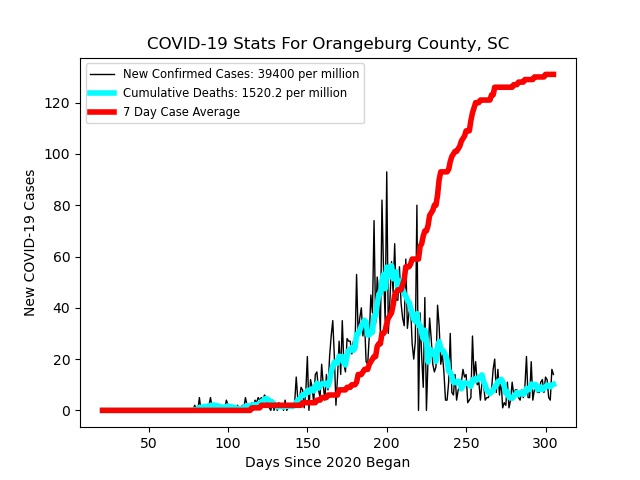 COVID-19 Stats For Orangeburg County, SC
New Confirmed Cases: 39400 per million
Cumulative Deaths: 1520.2 per million
7 Day Case Average
New COVID-19 Cases
120
100
80
60
40
20
0
50 100 150 200 250 300
Days Since 2020 Began